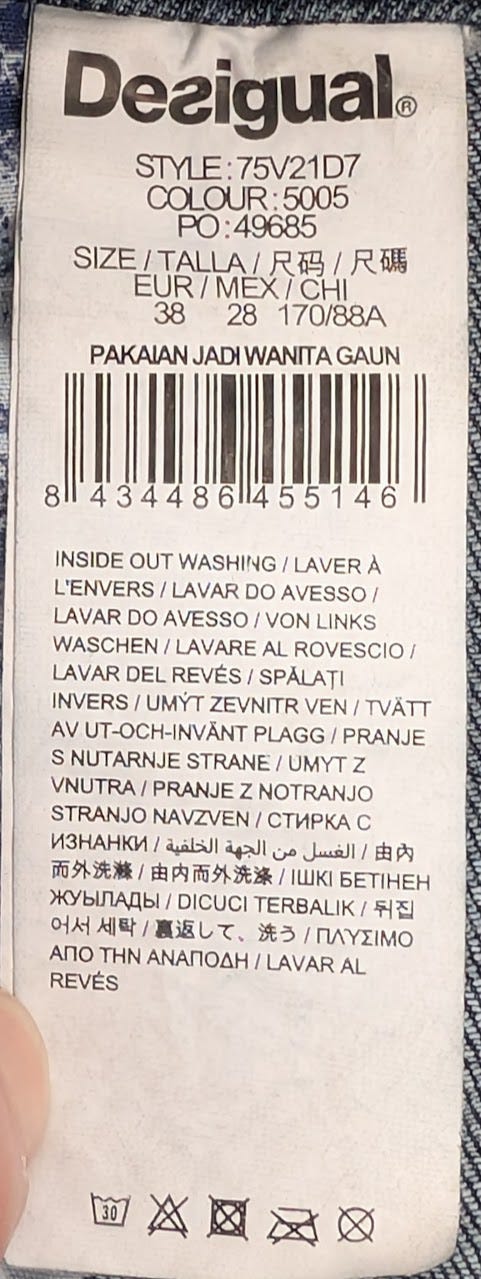 Desigual®
STYLE:75V21D7
COLOUR:5005
PO:49685
SIZE / TALLA / 尺码 / 尺碼
EUR / MEX / CHI
38 28 170/88A
PAKAIAN JADI WANITA GAUN
8 434486 455146
INSIDE OUT WASHING / LAVER À
L'ENVERS / LAVAR DO AVESSO /
LAVAR DO AVESSO / VON LINKS
WASCHEN / LAVARE AL ROVESCIO /
LAVAR DEL REVÉS / SPĂLAȚI
INVERS / UMÝT ZEVNITR VEN / TVÄTT
AV UT-OCH-INVÄNT PLAGG / PRANJE
S NUTARNJE STRANE / UMYT Z
VNUTRA / PRANJE Z NOTRANJO
STRANJO NAVZVEN / СТИРКА С
ИЗНАНКИ / الغسل من الجهة الخلفية / 由內
而外洗滌 / 由内而外洗涤 / ІШКІ БЕТІНЕН
ЖУЫЛАДЫ / DICUCI TERBALIK / 뒤집
어서 세탁 / 裏返して、洗う / ΠΛΥΣΙΜΟ
ΑΠΟ ΤΗΝ ΑΝΑΠΟΔΗ / LAVAR AL
REVÉS
30